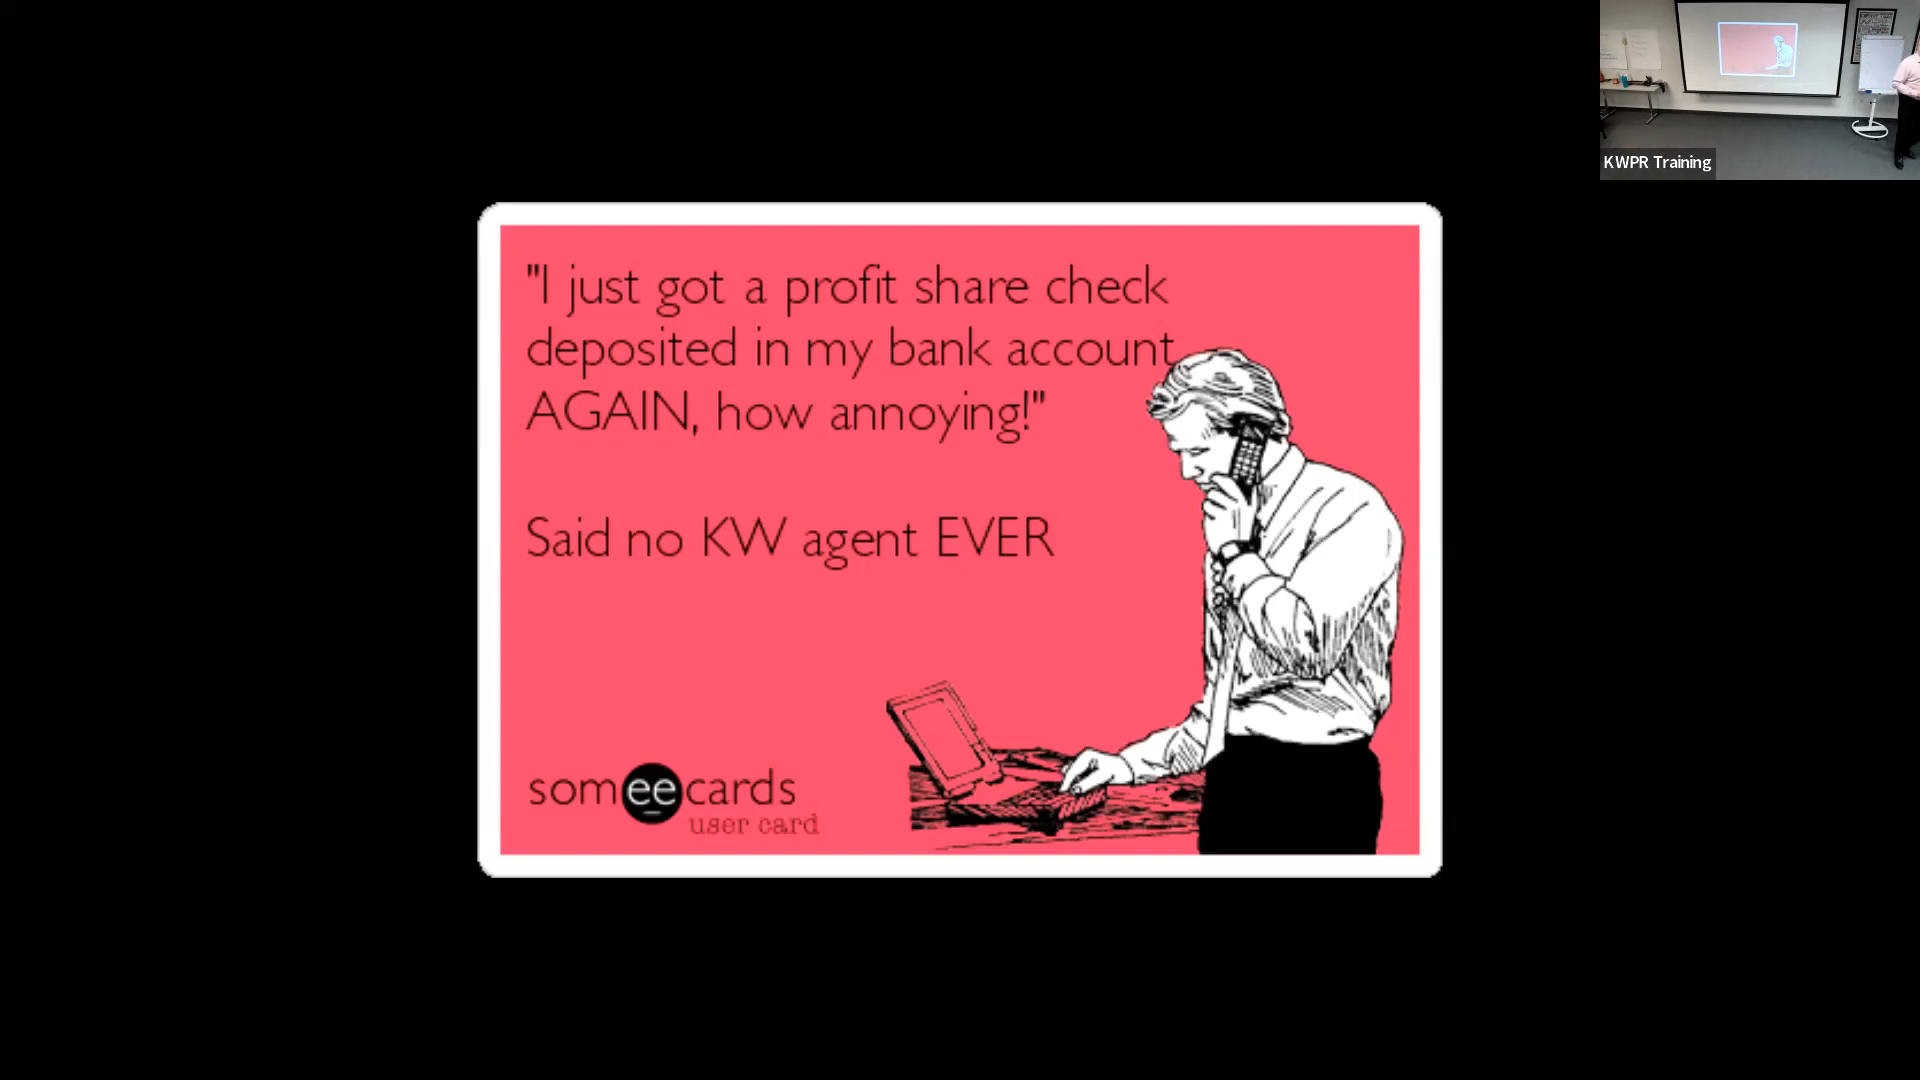 "I just got a profit share check
deposited in my bank account
AGAIN, how annoying!"
Said no KW agent EVER
someecards
user card
KWPR Training